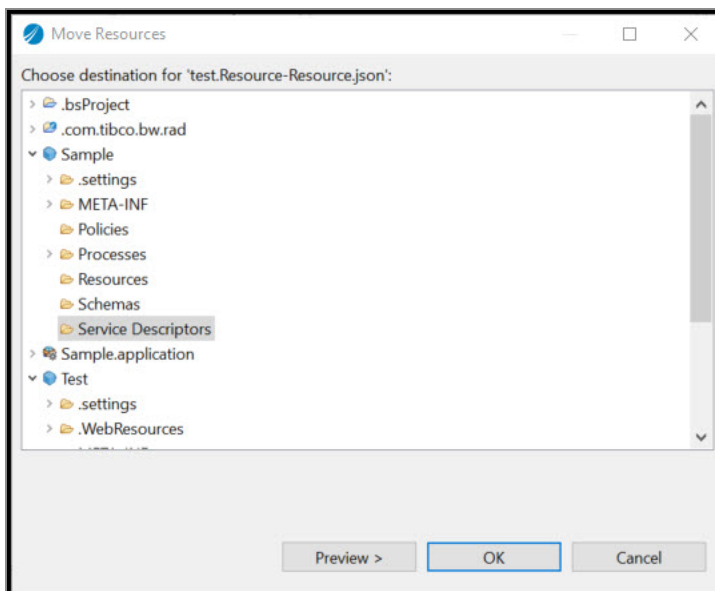 Move Resources
Choose destination for 'test.Resource-Resource.json':
.bsProject
.com.tibco.bw.rad
Sample
.settings
META-INF
Policies
Processes
Resources
Schemas
Service Descriptors
Sample.application
Test
.settings
.WebResources
Preview >
OK
Cancel